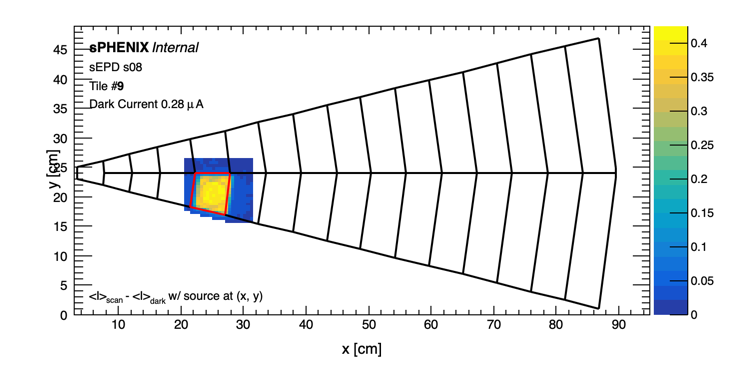 sPHENIX Internal
sEPD s08
Tile #9
Dark Current 0.28 μA
<I>scan - <I>dark w/ source at (x, y)
y [cm]
45
40
35
30
25
20
15
10
5
0
10 20 30 40 50 60 70 80 90
x [cm]
0.4
0.35
0.3
0.25
0.2
0.15
0.1
0.05
0